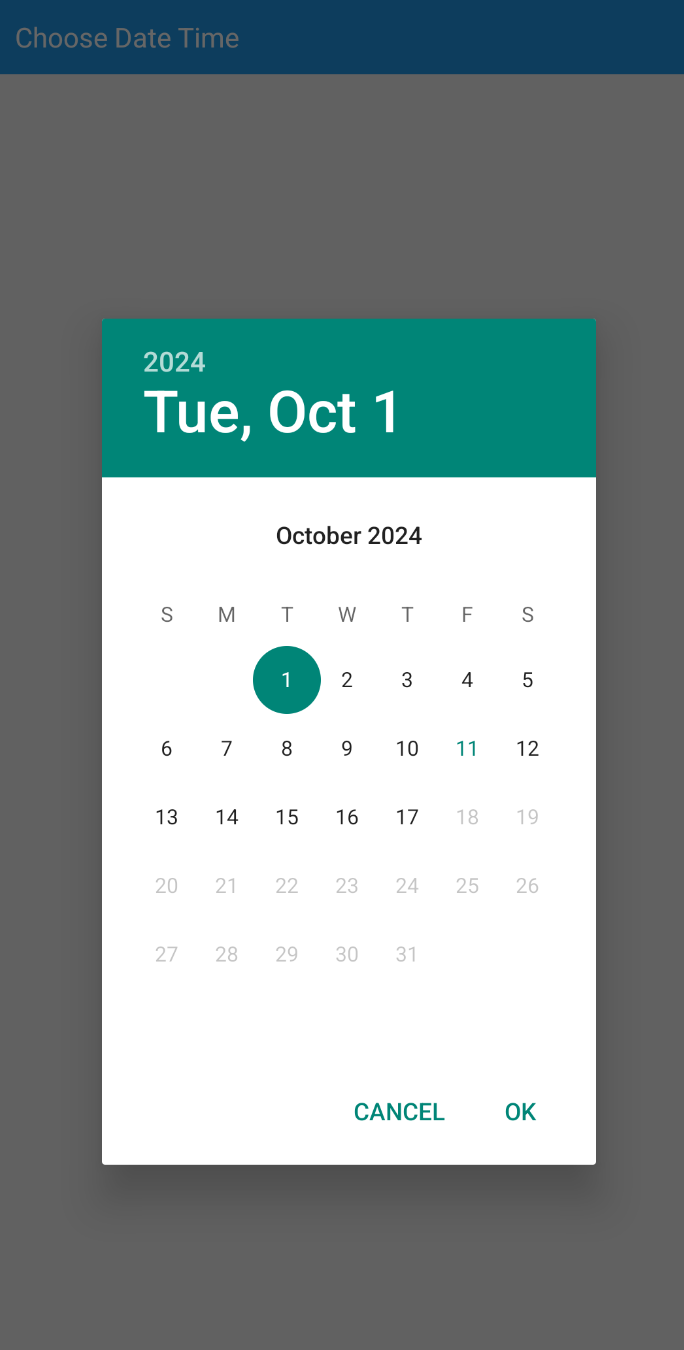 Choose Date Time
2024
Tue, Oct 1
October 2024
S M T W T F S
1 2 3 4 5
6 7 8 9 10 11 12
13 14 15 16 17 18 19
20 21 22 23 24 25 26
27 28 29 30 31
CANCEL OK